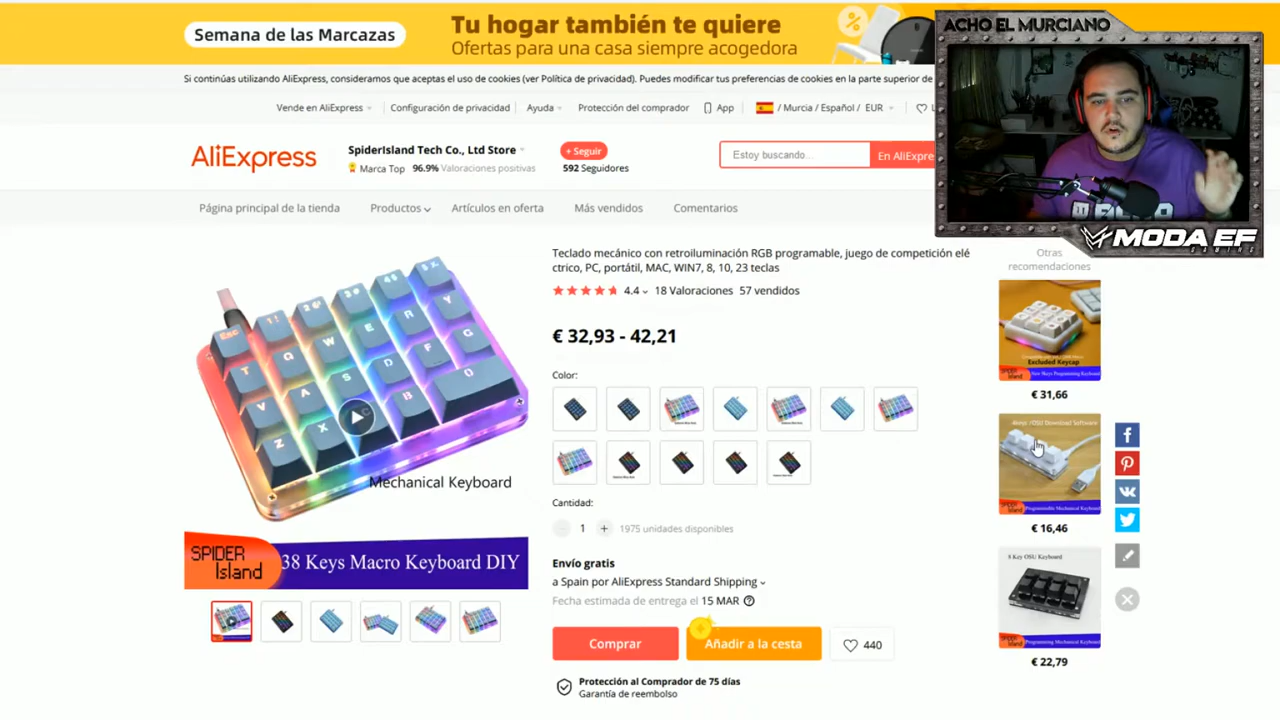 Semana de las Marcazas
Tu hogar también te quiere
Ofertas para una casa siempre acogedora
ACHO EL MURCIANO
Si continúas utilizando AliExpress, consideramos que aceptas el uso de cookies (ver Política de privacidad). Puedes modificar tus preferencias de cookies en la parte superior de
Vende en AliExpress
Configuración de privacidad
Ayuda
Protección del comprador
App
/ Murcia / Español / EUR
AliExpress
SpiderIsland Tech Co., Ltd Store
Marca Top 96.9% Valoraciones positivas
+ Seguir
592 Seguidores
Estoy buscando...
En AliExpre
MODA EF
GAMING
Página principal de la tienda
Productos
Artículos en oferta
Más vendidos
Comentarios
Teclado mecánico con retroiluminación RGB programable, juego de competición elé
ctrico, PC, portátil, MAC, WIN7, 8, 10, 23 teclas
4.4 18 Valoraciones 57 vendidos
€ 32,93 - 42,21
Color:
Cantidad:
1
1975 unidades disponibles
Envío gratis
a Spain por AliExpress Standard Shipping
Fecha estimada de entrega el 15 MAR
Comprar
Añadir a la cesta
440
Protección al Comprador de 75 días
Garantía de reembolso
Mechanical Keyboard
SPIDER
Island
38 Keys Macro Keyboard DIY
Otras
recomendaciones
Excluded Keycap
€ 31,66
€ 16,46
8 Key OSU Keyboard
€ 22,79